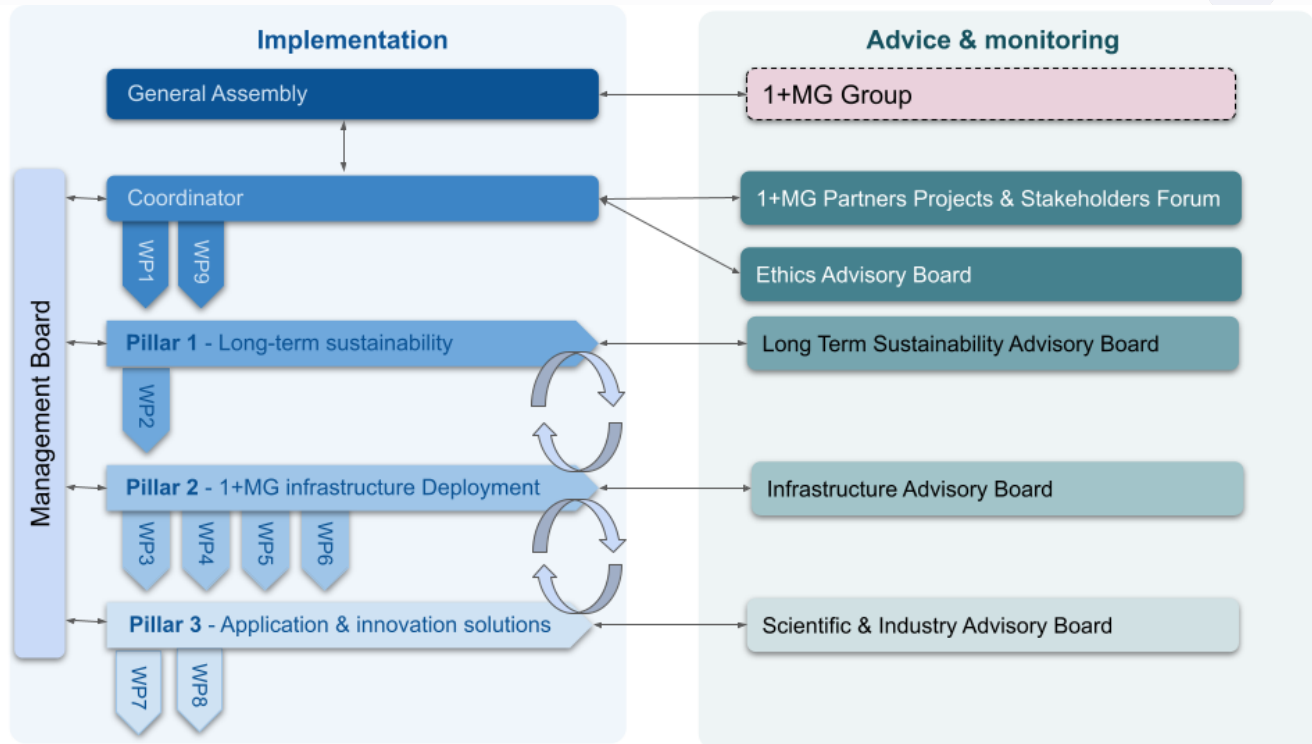 Implementation
Advice & monitoring
General Assembly
1+MG Group
Coordinator
1+MG Partners Projects & Stakeholders Forum
WP1
WP9
Ethics Advisory Board
Management Board
Pillar 1 - Long-term sustainability
Long Term Sustainability Advisory Board
WP2
Pillar 2 - 1+MG infrastructure Deployment
Infrastructure Advisory Board
WP3
WP4
WP5
WP6
Pillar 3 - Application & innovation solutions
Scientific & Industry Advisory Board
WP7
WP8